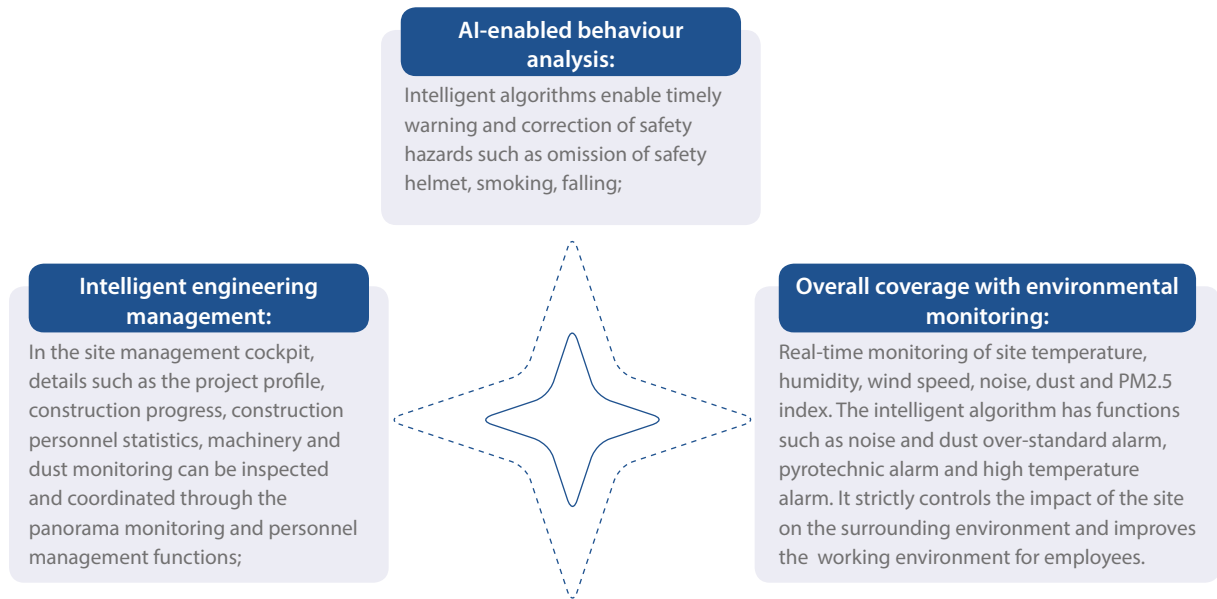 AI-enabled behaviour
analysis:
Intelligent algorithms enable timely
warning and correction of safety
hazards such as omission of safety
helmet, smoking, falling;
Intelligent engineering
management:
In the site management cockpit,
details such as the project profile,
construction progress, construction
personnel statistics, machinery and
dust monitoring can be inspected
and coordinated through the
panorama monitoring and personnel
management functions;
Overall coverage with environmental
monitoring:
Real-time monitoring of site temperature,
humidity, wind speed, noise, dust and PM2.5
index. The intelligent algorithm has functions
such as noise and dust over-standard alarm,
pyrotechnic alarm and high temperature
alarm. It strictly controls the impact of the site
on the surrounding environment and improves
the working environment for employees.